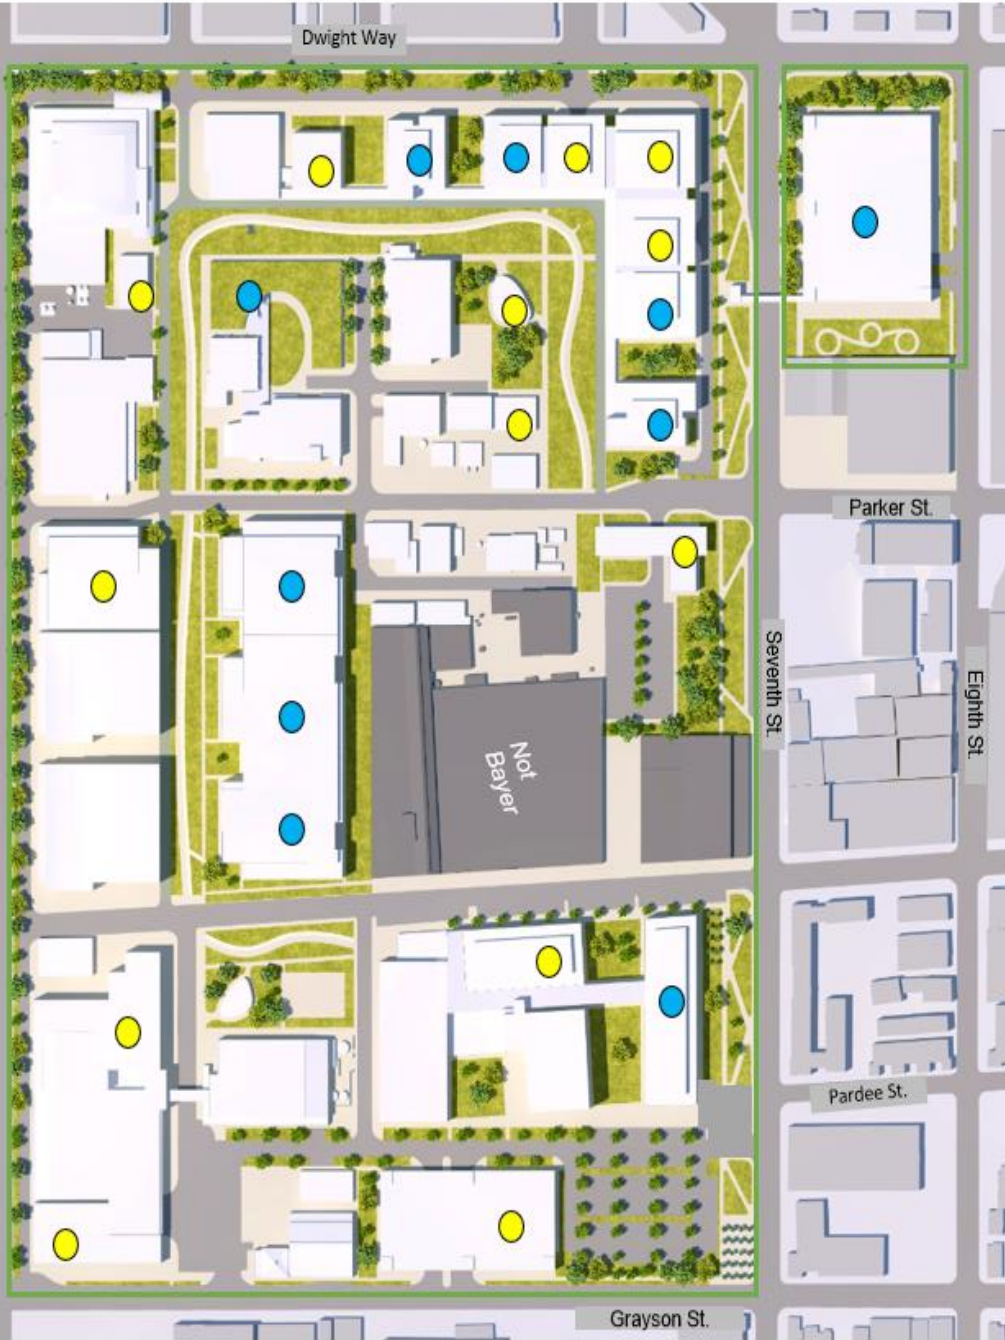 Dwight Way
Parker St.
Seventh St.
Eighth St.
Not
Bayer
Pardee St.
Grayson St.